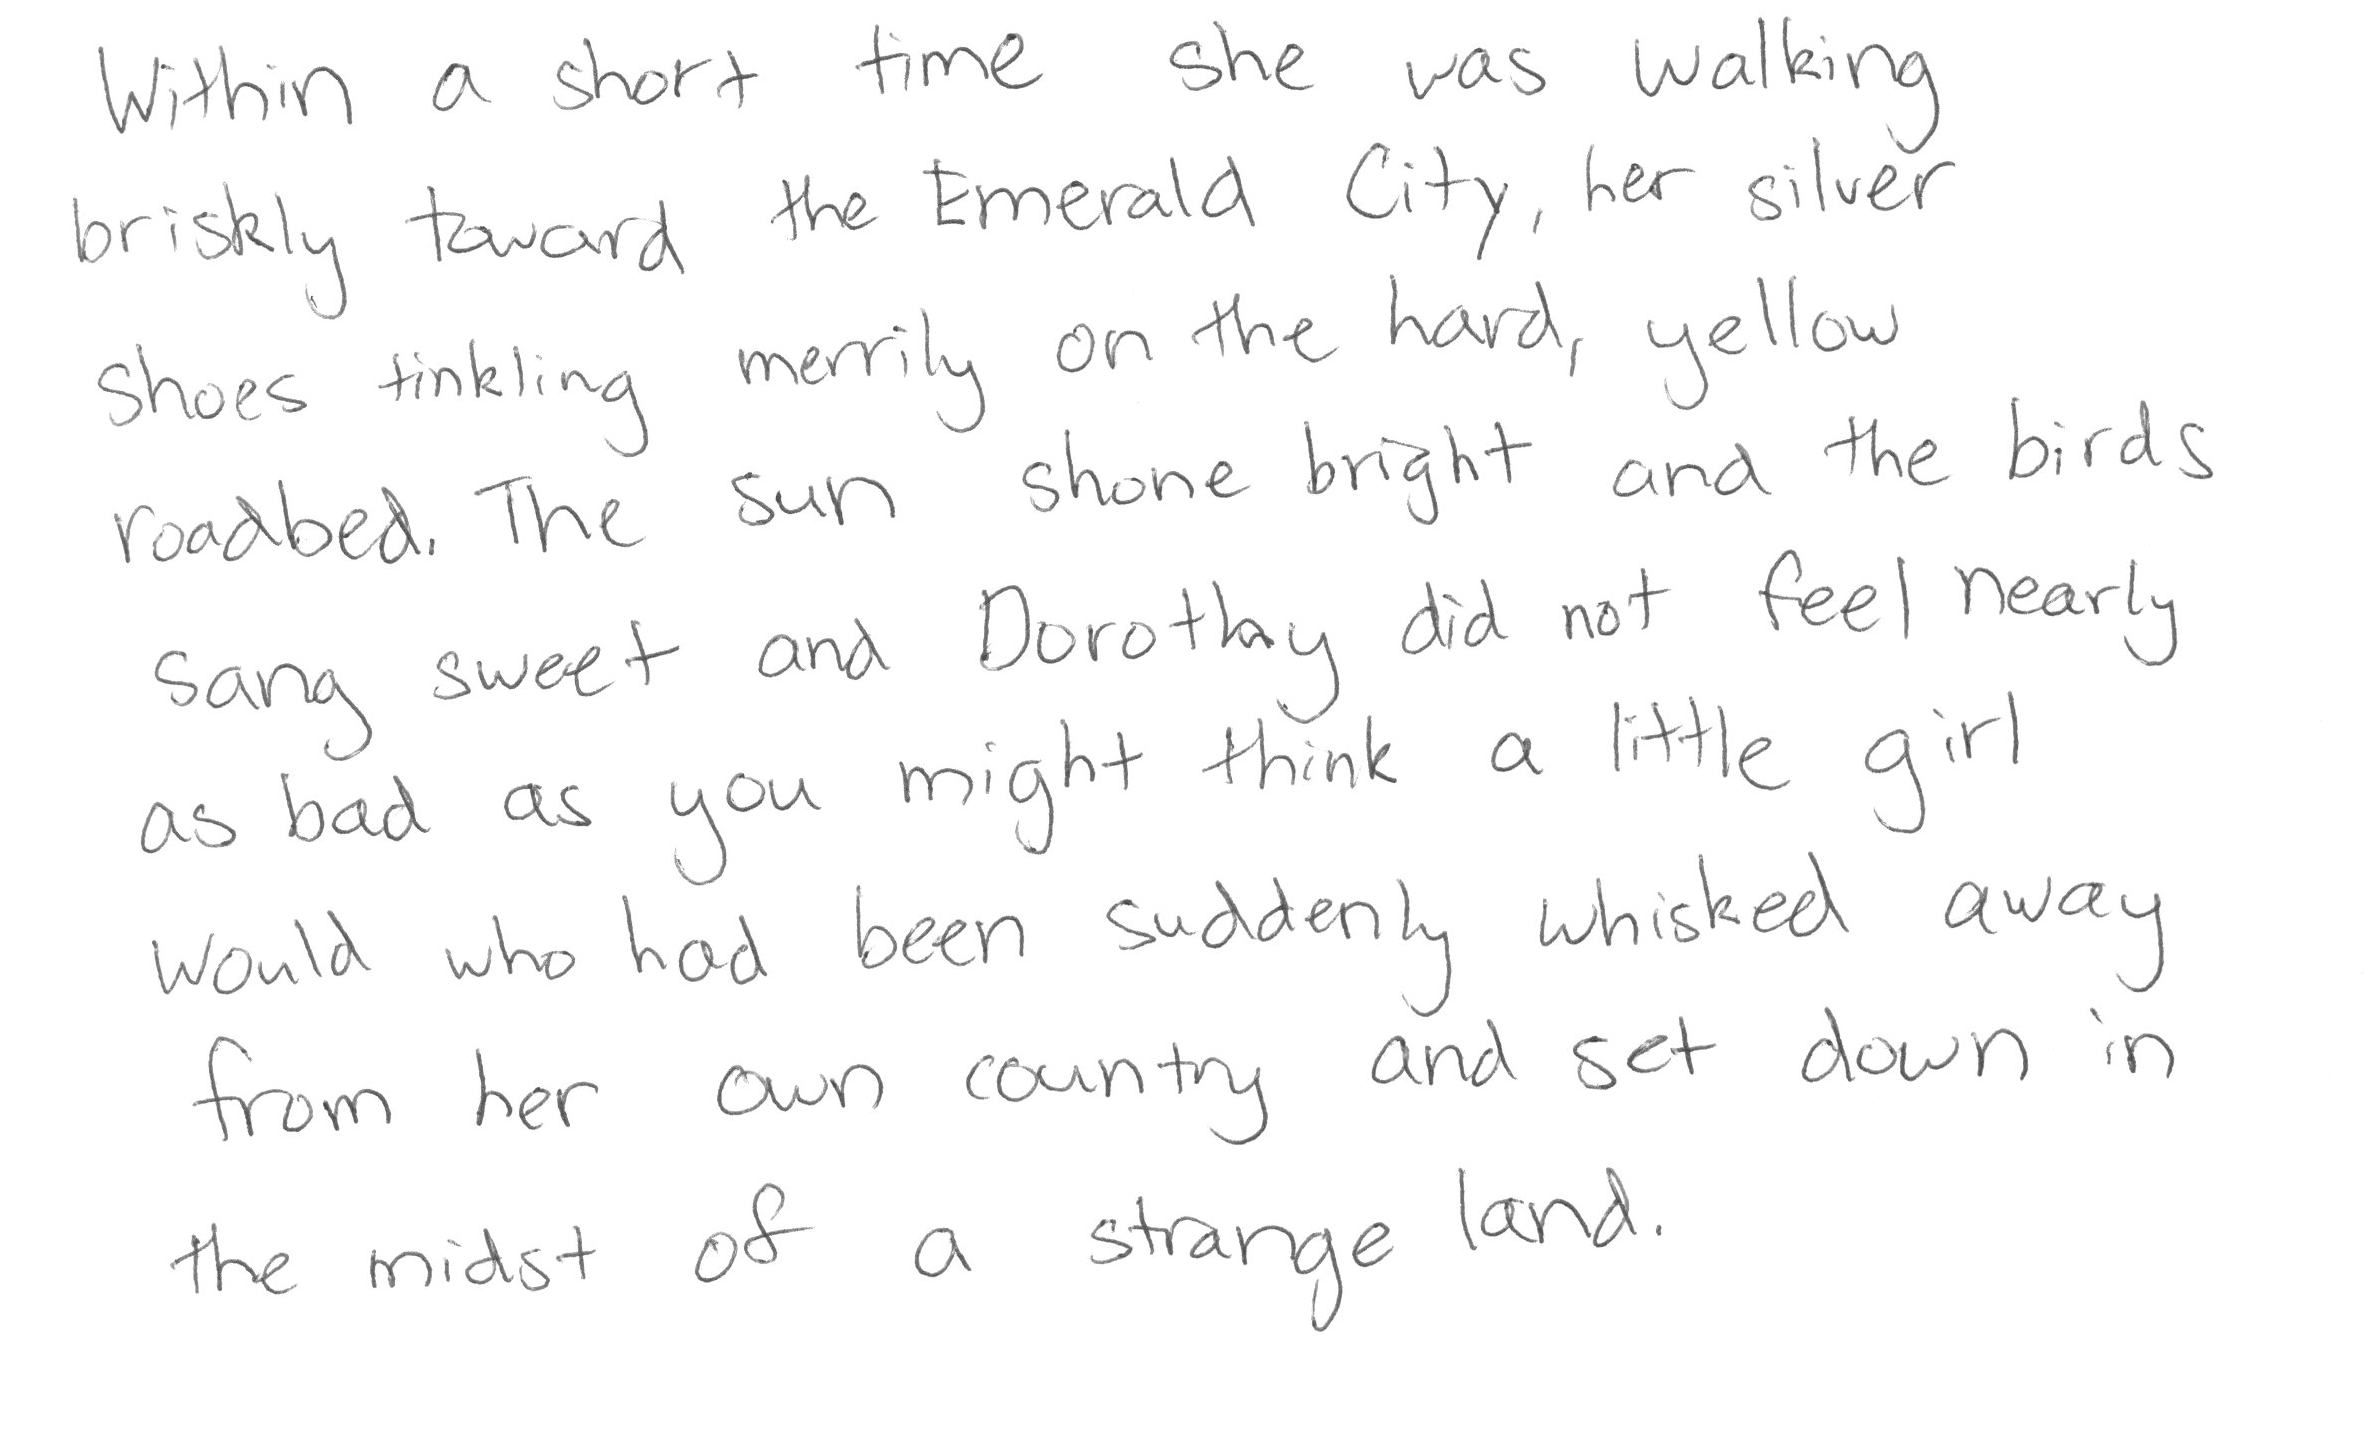 Within a short time she was walking
briskly toward the Emerald City, her silver
shoes tinkling merrily on the hard, yellow
roadbed. The sun shone bright and the birds
sang sweet and Dorothy did not feel nearly
as bad as you might think a little girl
would who had been suddenly whisked away
from her own country and set down in
the midst of a strange land.